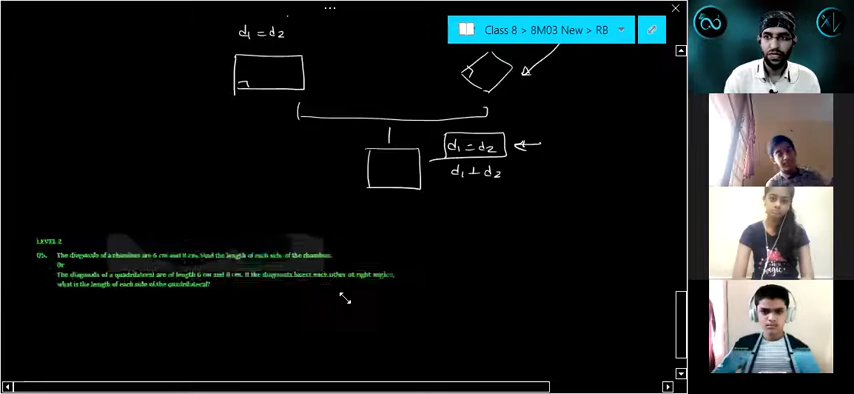 d₁ = d₂
Class 8 > 8M03 New > RB
d₁ = d₂
d₁ ⊥ d₂
LEVEL 2
Q5. The diagonals of a rhombus are 6 cm and 8 cm. Find the length of each side of the rhombus.
Or
The diagonals of a quadrilateral are of length 6 cm and 8 cm. If the diagonals bisect each other at right angles,
what is the length of each side of the quadrilateral?